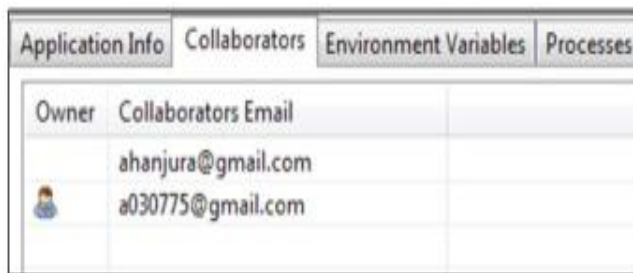 Application Info Collaborators Environment Variables Processes
Owner Collaborators Email
ahanjura@gmail.com
a030775@gmail.com